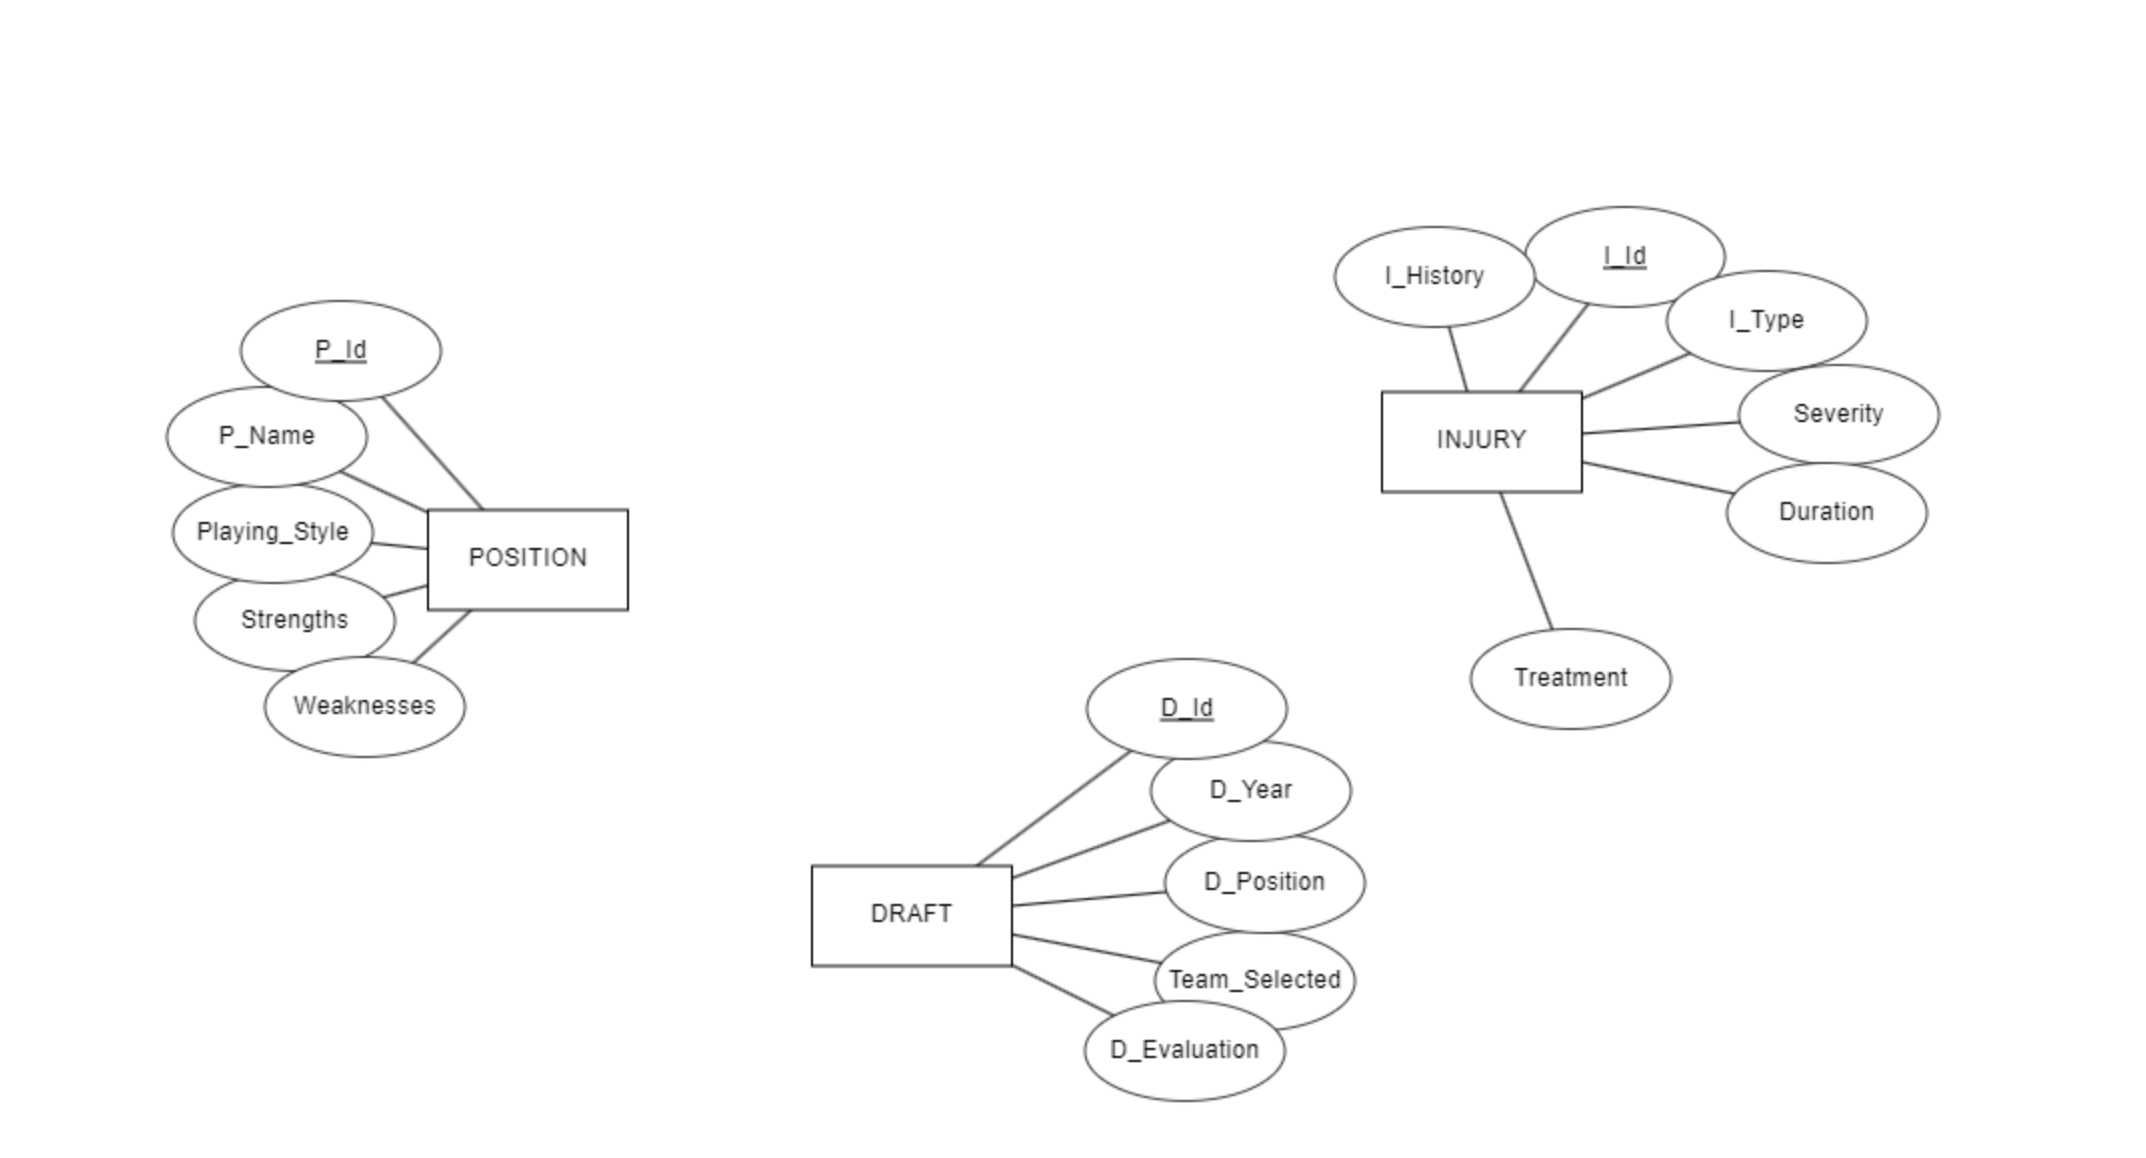 P_Id
P_Name
Playing_Style
Strengths
Weaknesses
POSITION
I_History
I_Id
I_Type
Severity
Duration
INJURY
Treatment
D_Id
D_Year
D_Position
Team_Selected
D_Evaluation
DRAFT